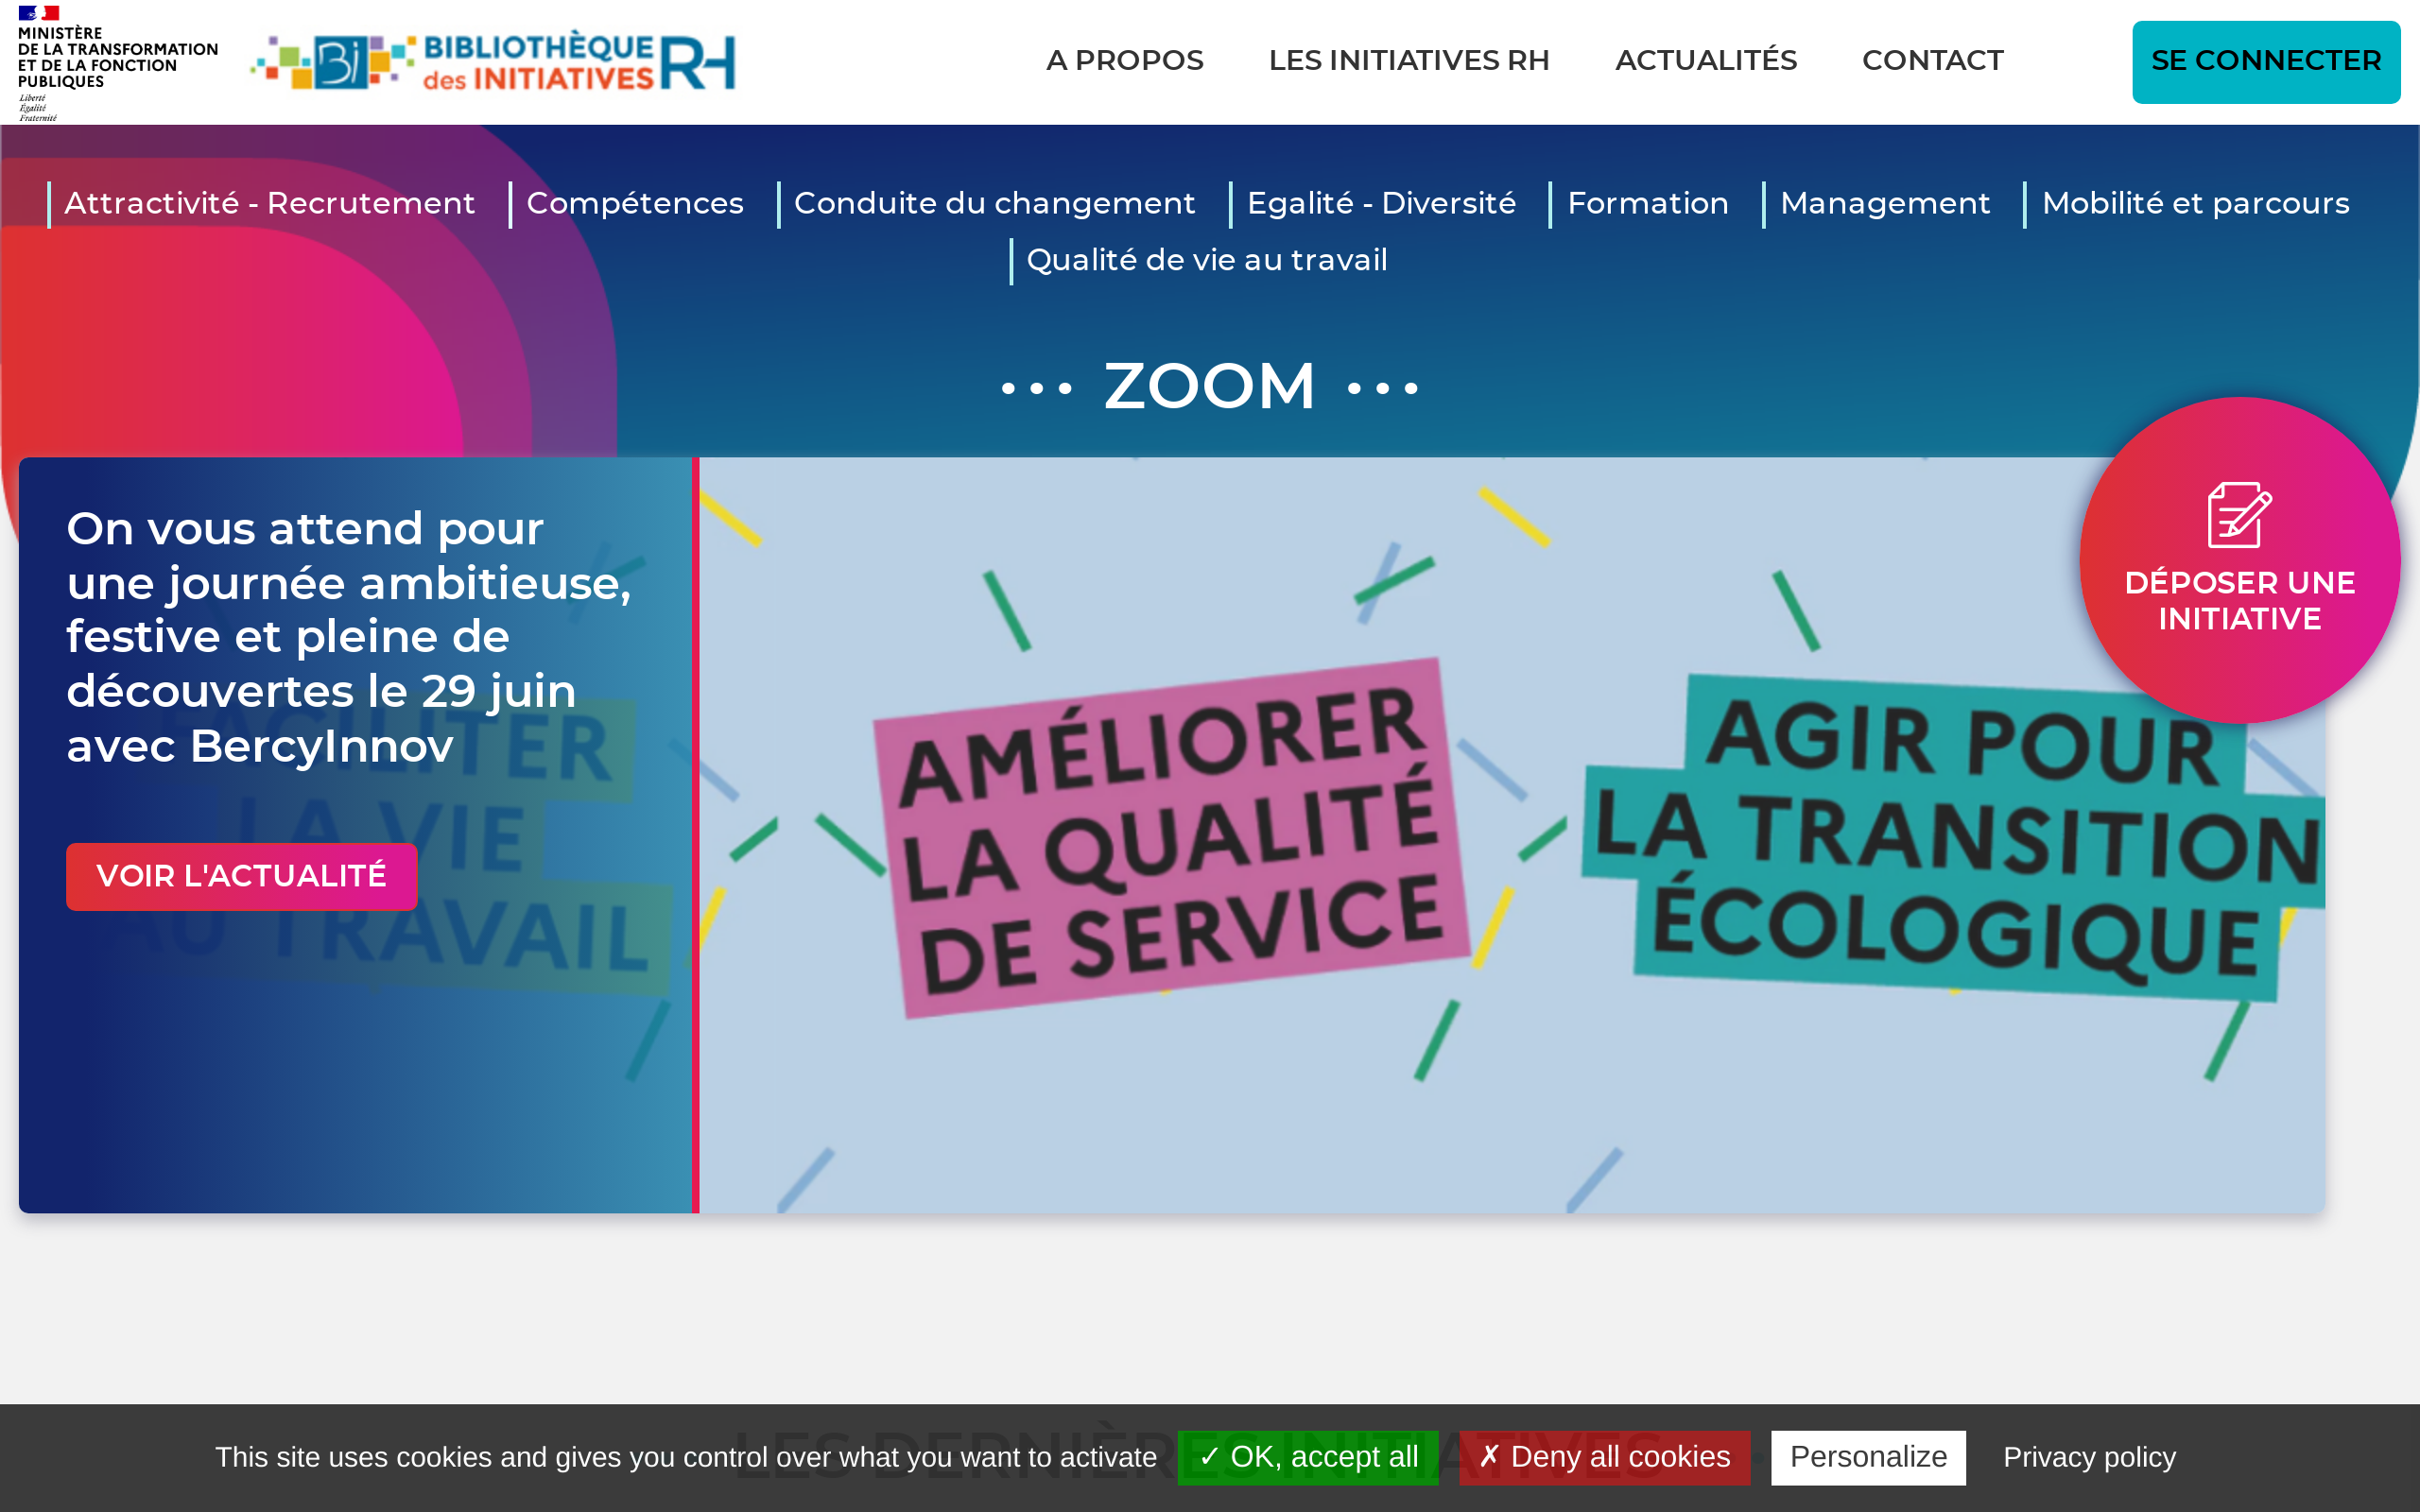 MINISTÈRE
DE LA TRANSFORMATION
ET DE LA FONCTION
PUBLIQUES
Liberté
Égalité
Fraternité
Bi
BIBLIOTHÈQUE
des INITIATIVES
RH
A PROPOS
LES INITIATIVES RH
ACTUALITÉS
CONTACT
SE CONNECTER
Attractivité - Recrutement
Compétences
Conduite du changement
Egalité - Diversité
Formation
Management
Mobilité et parcours
Qualité de vie au travail
ZOOM
On vous attend pour
une journée ambitieuse,
festive et pleine de
découvertes le 29 juin
avec BercyInnov
VOIR L'ACTUALITÉ
FACILITER
LA VIE
AU TRAVAIL
AMÉLIORER
LA QUALITÉ
DE SERVICE
AGIR POUR
LA TRANSITION
ÉCOLOGIQUE
DÉPOSER UNE
INITIATIVE
LES DERNIÈRES INITIATIVES
This site uses cookies and gives you control over what you want to activate
✓ OK, accept all
✗ Deny all cookies
Personalize
Privacy policy